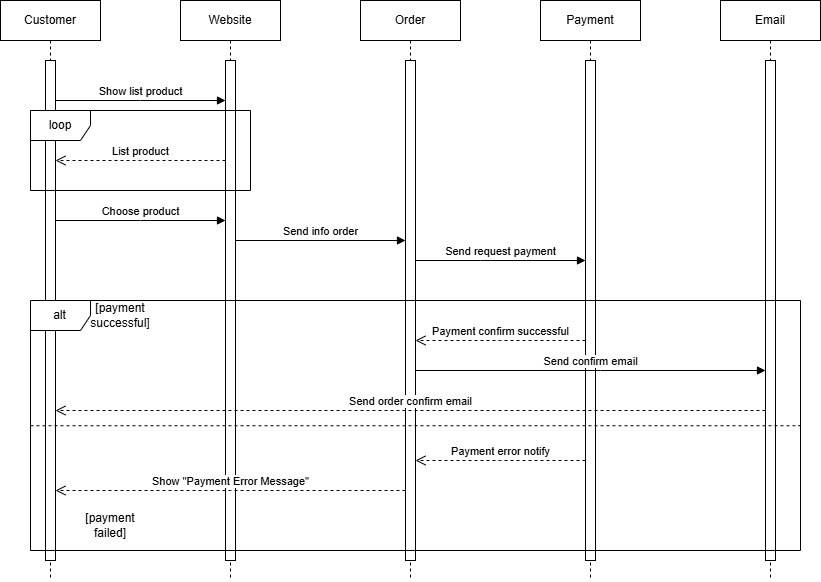 Customer
Website
Order
Payment
Email
Show list product
loop
List product
Choose product
Send info order
Send request payment
alt
[payment
successful]
Payment confirm successful
Send confirm email
Send order confirm email
Payment error notify
Show "Payment Error Message"
[payment
failed]